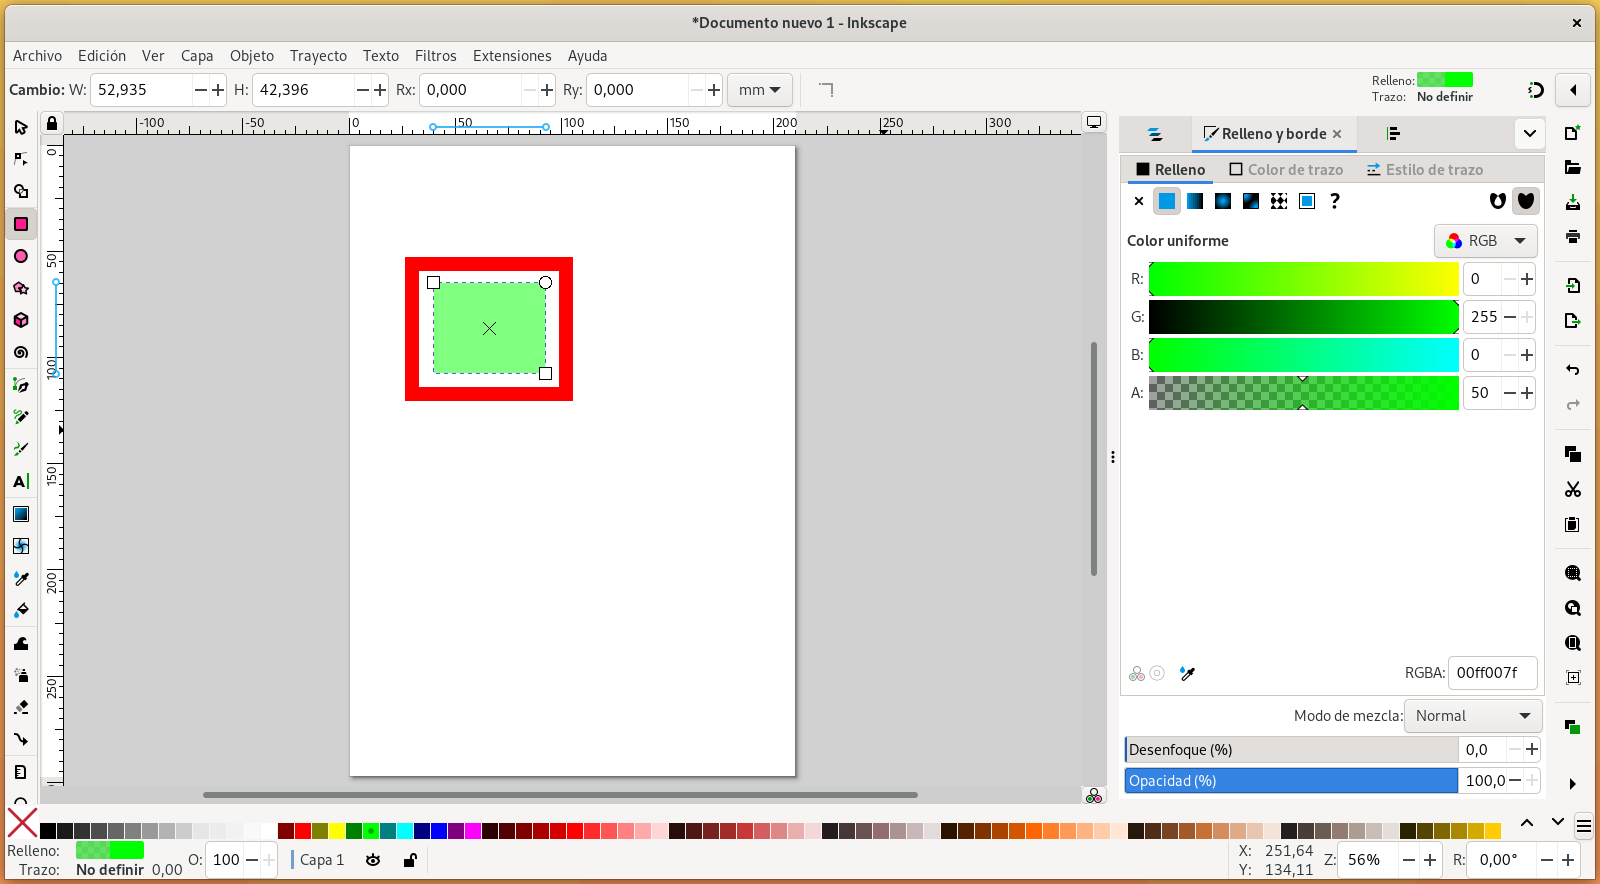 *Documento nuevo 1 - Inkscape
Archivo Edición Ver Capa Objeto Trayecto Texto Filtros Extensiones Ayuda
Cambio: W: 52,935 H: 42,396 Rx: 0,000 Ry: 0,000 mm
Relleno:
Trazo: No definir
-100 -50 0 50 100 150 200 250 300
0
50
100
150
200
250
Relleno y borde
Relleno Color de trazo Estilo de trazo
Color uniforme RGB
R: 0
G: 255
B: 0
A: 50
RGBA: 00ff007f
Modo de mezcla: Normal
Desenfoque (%) 0,0
Opacidad (%) 100,0
Relleno:
Trazo: No definir 0,00
O: 100
Capa 1
X: 251,64
Y: 134,11
Z: 56%
R: 0,00°